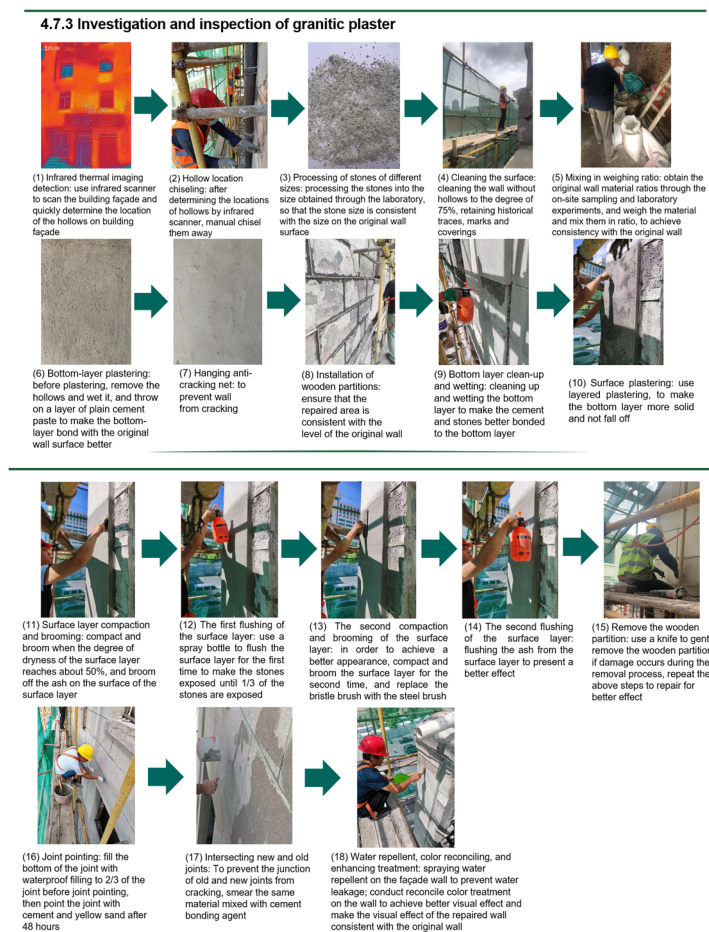 4.7.3 Investigation and inspection of granitic plaster
(1) Infrared thermal imaging
detection: use infrared scanner
to scan the building façade and
quickly determine the location
of the hollows on building
façade
(2) Hollow location
chiseling: after
determining the locations
of hollows by infrared
scanner, manual chisel
them away
(3) Processing of stones of different
sizes: processing the stones into the
size obtained through the laboratory,
so that the stone size is consistent
with the size on the original wall
surface
(4) Cleaning the surface:
cleaning the wall without
hollows to the degree of
75%, retaining historical
traces, marks and
coverings
(5) Mixing in weighing ratio: obtain the
original wall material ratios through the
on-site sampling and laboratory
experiments, and weigh the material
and mix them in ratio, to achieve
consistency with the original wall
(6) Bottom-layer plastering:
before plastering, remove the
hollows and wet it, and throw
on a layer of plain cement
paste to make the bottom-
layer bond with the original
wall surface better
(7) Hanging anti-
cracking net: to
prevent wall
from cracking
(8) Installation of
wooden partitions:
ensure that the
repaired area is
consistent with the
level of the original wall
(9) Bottom layer clean-up
and wetting: cleaning up
and wetting the bottom
layer to make the cement
and stones better bonded
to the bottom layer
(10) Surface plastering: use
layered plastering, to make
the bottom layer more solid
and not fall off
(11) Surface layer compaction
and brooming: compact and
broom when the degree of
dryness of the surface layer
reaches about 50%, and broom
off the ash on the surface of the
surface layer
(12) The first flushing of
the surface layer: use a
spray bottle to flush the
surface layer for the first
time to make the stones
exposed until 1/3 of the
stones are exposed
(13) The second compaction
and brooming of the surface
layer: in order to achieve a
better appearance, compact and
broom the surface layer for the
second time, and replace the
bristle brush with the steel brush
(14) The second flushing
of the surface layer:
flushing the ash from the
surface layer to present a
better effect
(15) Remove the wooden
partition: use a knife to gent
remove the wooden partition
if damage occurs during the
removal process, repeat the
above steps to repair for
better effect
(16) Joint pointing: fill the
bottom of the joint with
waterproof filling to 2/3 of the
joint before joint pointing,
then point the joint with
cement and yellow sand after
48 hours
(17) Intersecting new and old
joints: To prevent the junction
of old and new joints from
cracking, smear the same
material mixed with cement
bonding agent
(18) Water repellent, color reconciling, and
enhancing treatment: spraying water
repellent on the façade wall to prevent water
leakage; conduct reconcile color treatment
on the wall to achieve better visual effect and
make the visual effect of the repaired wall
consistent with the original wall